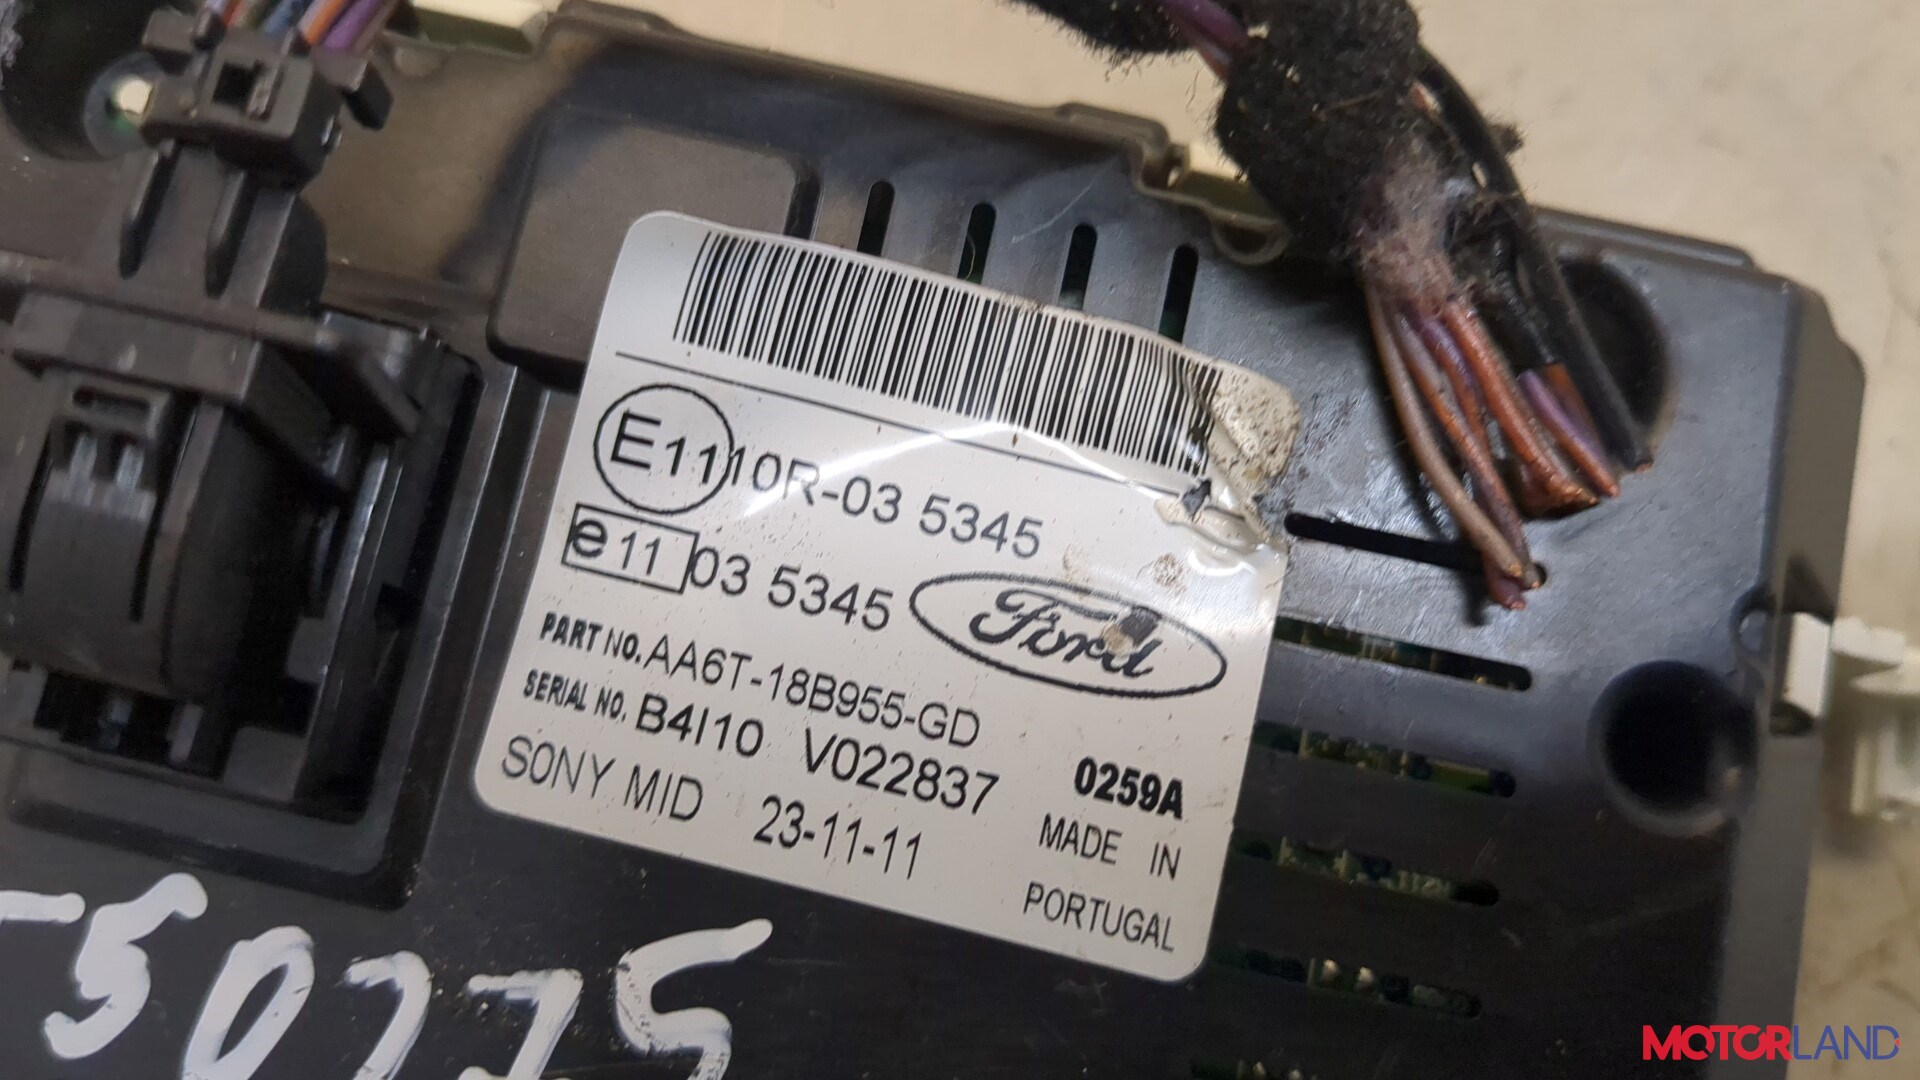 E11 10R-03 5345
e11 03 5345
Ford
PART NO. AA6T-18B955-GD
SERIAL NO. B4I10 V022837
0259A
SONY MID 23-11-11
MADE IN
PORTUGAL
MOTORLAND